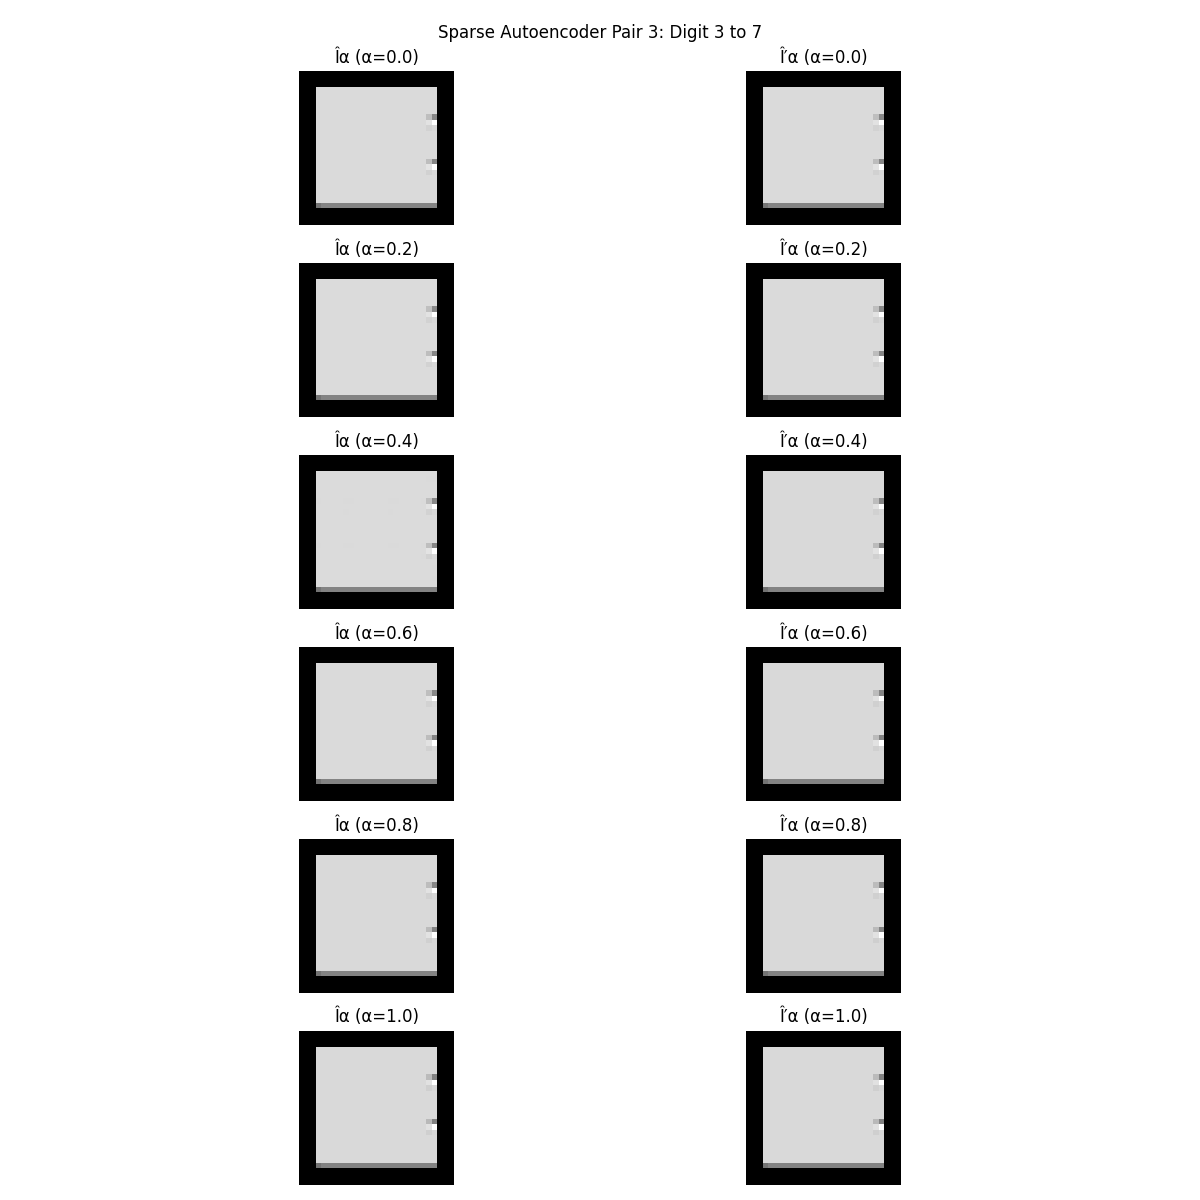 Sparse Autoencoder Pair 3: Digit 3 to 7
Îα (α=0.0) Î′α (α=0.0)
Îα (α=0.2) Î′α (α=0.2)
Îα (α=0.4) Î′α (α=0.4)
Îα (α=0.6) Î′α (α=0.6)
Îα (α=0.8) Î′α (α=0.8)
Îα (α=1.0) Î′α (α=1.0)